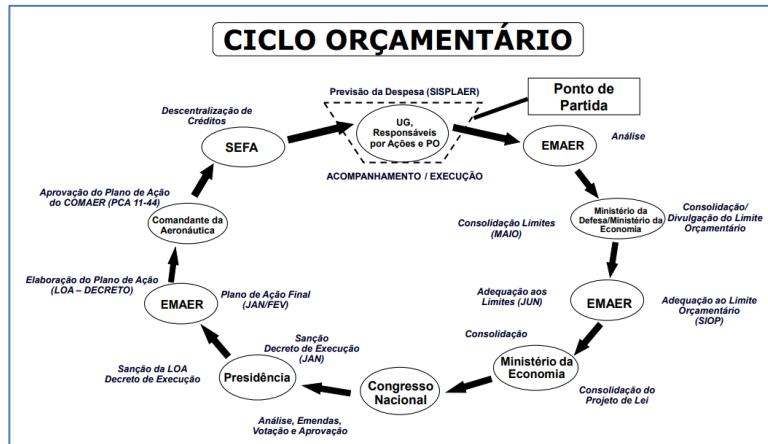 CICLO ORÇAMENTÁRIO
Previsão da Despesa (SISPLAER)
Ponto de
Partida
UG,
Responsáveis
por Ações e PO
ACOMPANHAMENTO / EXECUÇÃO
EMAER
Análise
Ministério da
Defesa/Ministério da
Economia
Consolidação/
Divulgação do Limite
Orçamentário
Consolidação Limites
(MAIO)
EMAER
Adequação aos
Limites (JUN)
Adequação ao Limite
Orçamentário
(SIOP)
Consolidação
Ministério da
Economia
Consolidação do
Projeto de Lei
Congresso
Nacional
Análise, Emendas,
Votação e Aprovação
Sanção
Decreto de Execução
(JAN)
Presidência
Sanção da LOA
Decreto de Execução
EMAER
Plano de Ação Final
(JAN/FEV)
Elaboração do Plano de Ação
(LOA – DECRETO)
Comandante da
Aeronáutica
Aprovação do Plano de Ação
do COMAER (PCA 11-44)
SEFA
Descentralização de
Créditos